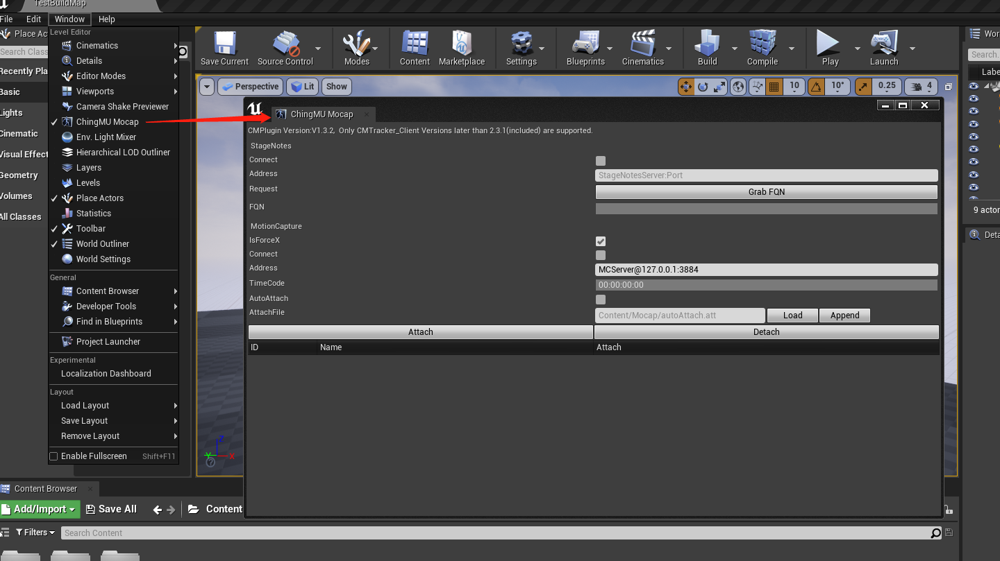 TestBuildMap
File Edit Window Help
Place Ac
Search Class
Recently Pla
Basic
Lights
Cinematic
Visual Effect
Geometry
Volumes
All Classes
Level Editor
Cinematics
Details
Editor Modes
Viewports
Camera Shake Previewer
ChingMU Mocap
Env. Light Mixer
Hierarchical LOD Outliner
Layers
Levels
Place Actors
Statistics
Toolbar
World Outliner
World Settings
General
Content Browser
Developer Tools
Find in Blueprints
Project Launcher
Experimental
Localization Dashboard
Layout
Load Layout
Save Layout
Remove Layout
Enable Fullscreen Shift+F11
Save Current Source Control Modes Content Marketplace Settings Blueprints Cinematics Build Compile Play Launch
Perspective Lit Show 10 10° 0.25 4
ChingMU Mocap
CMPlugin Version:V1.3.2, Only CMTracker_Client Versions later than 2.3.1(included) are supported.
StageNotes
Connect
Address StageNotesServer:Port
Request Grab FQN
FQN
MotionCapture
IsForceX
Connect
Address MCServer@127.0.0.1:3884
TimeCode 00:00:00:00
AutoAttach
AttachFile Content/Mocap/autoAttach.att Load Append
Attach Detach
ID Name Attach
Z
Y X
Wor
Search.
Labe
9 actor
Deta
Content Browser
Add/Import Save All Content
Filters Search Content